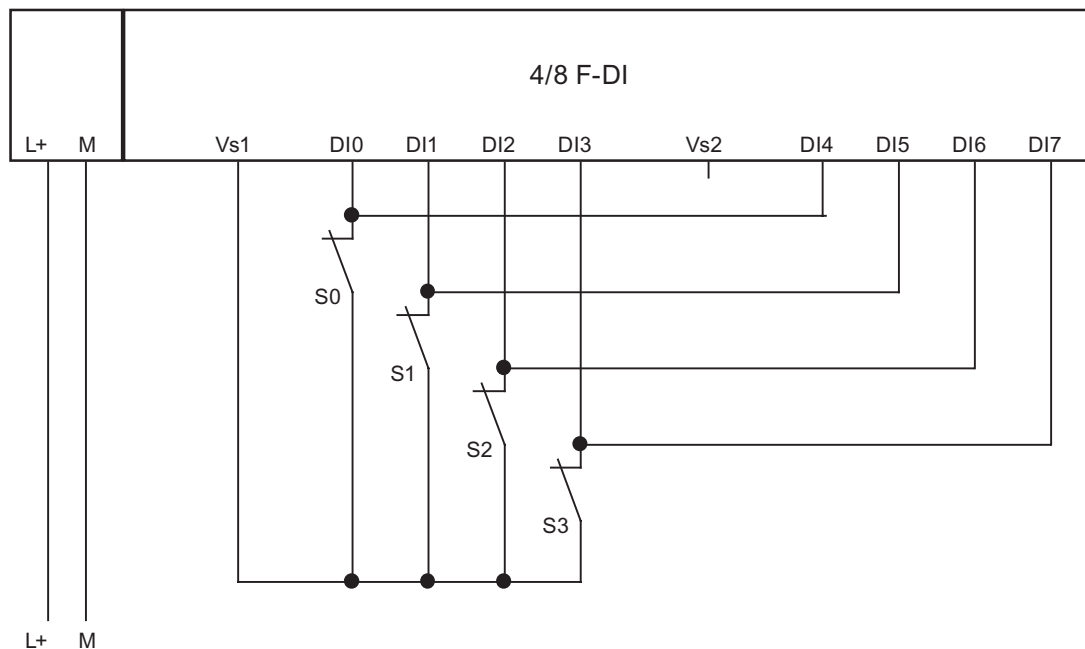 4/8 F-DI
L+ M Vs1 DI0 DI1 DI2 DI3 Vs2 DI4 DI5 DI6 DI7
S0
S1
S2
S3
L+ M